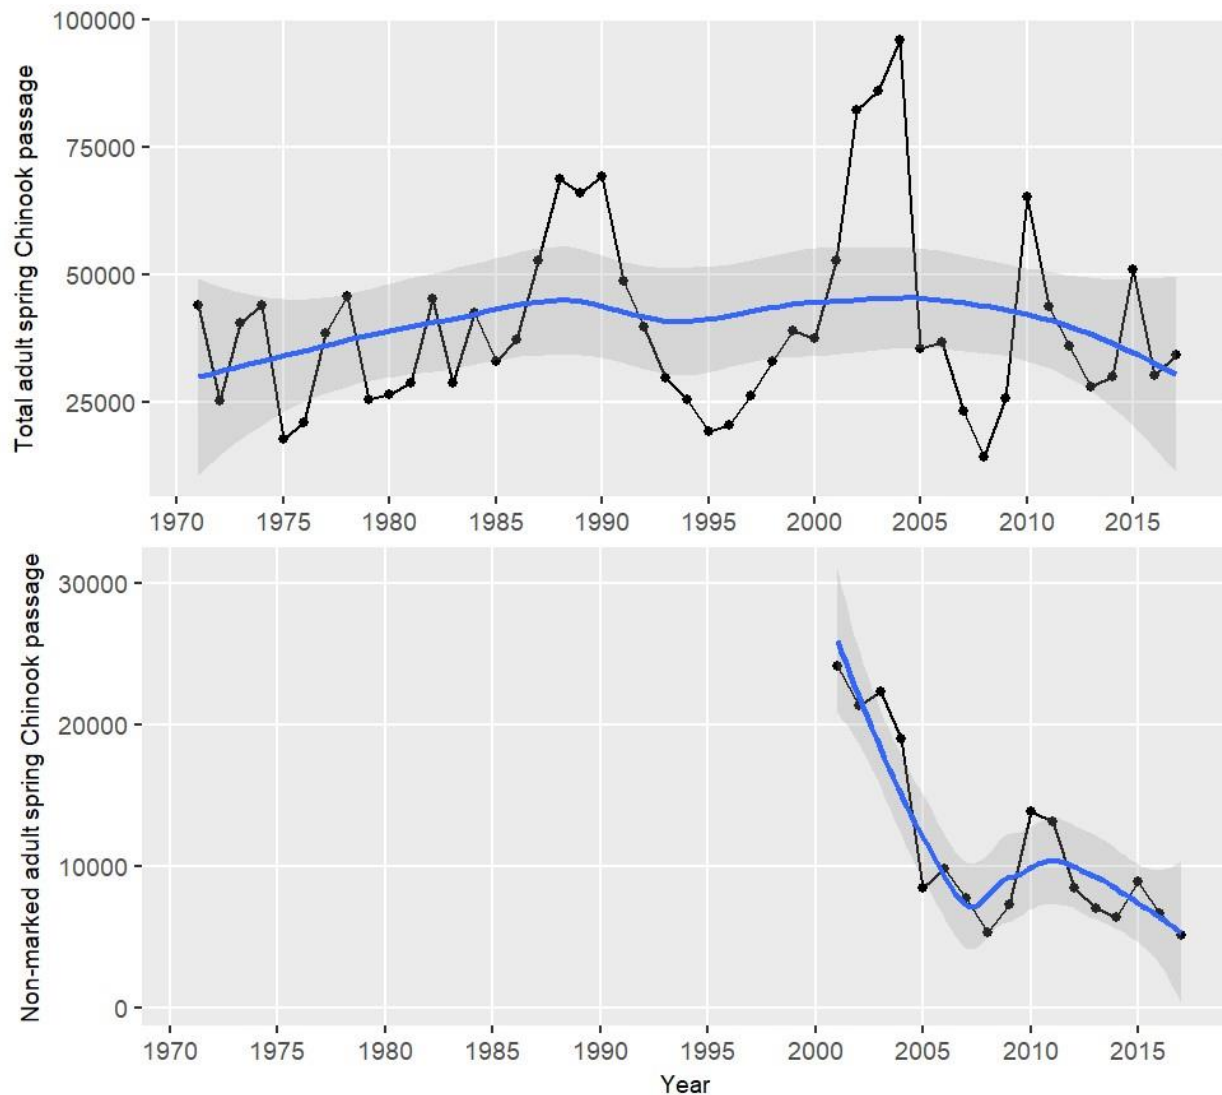 Total adult spring Chinook passage
100000
75000
50000
25000
1970 1975 1980 1985 1990 1995 2000 2005 2010 2015
Non-marked adult spring Chinook passage
30000
20000
10000
0
1970 1975 1980 1985 1990 1995 2000 2005 2010 2015
Year